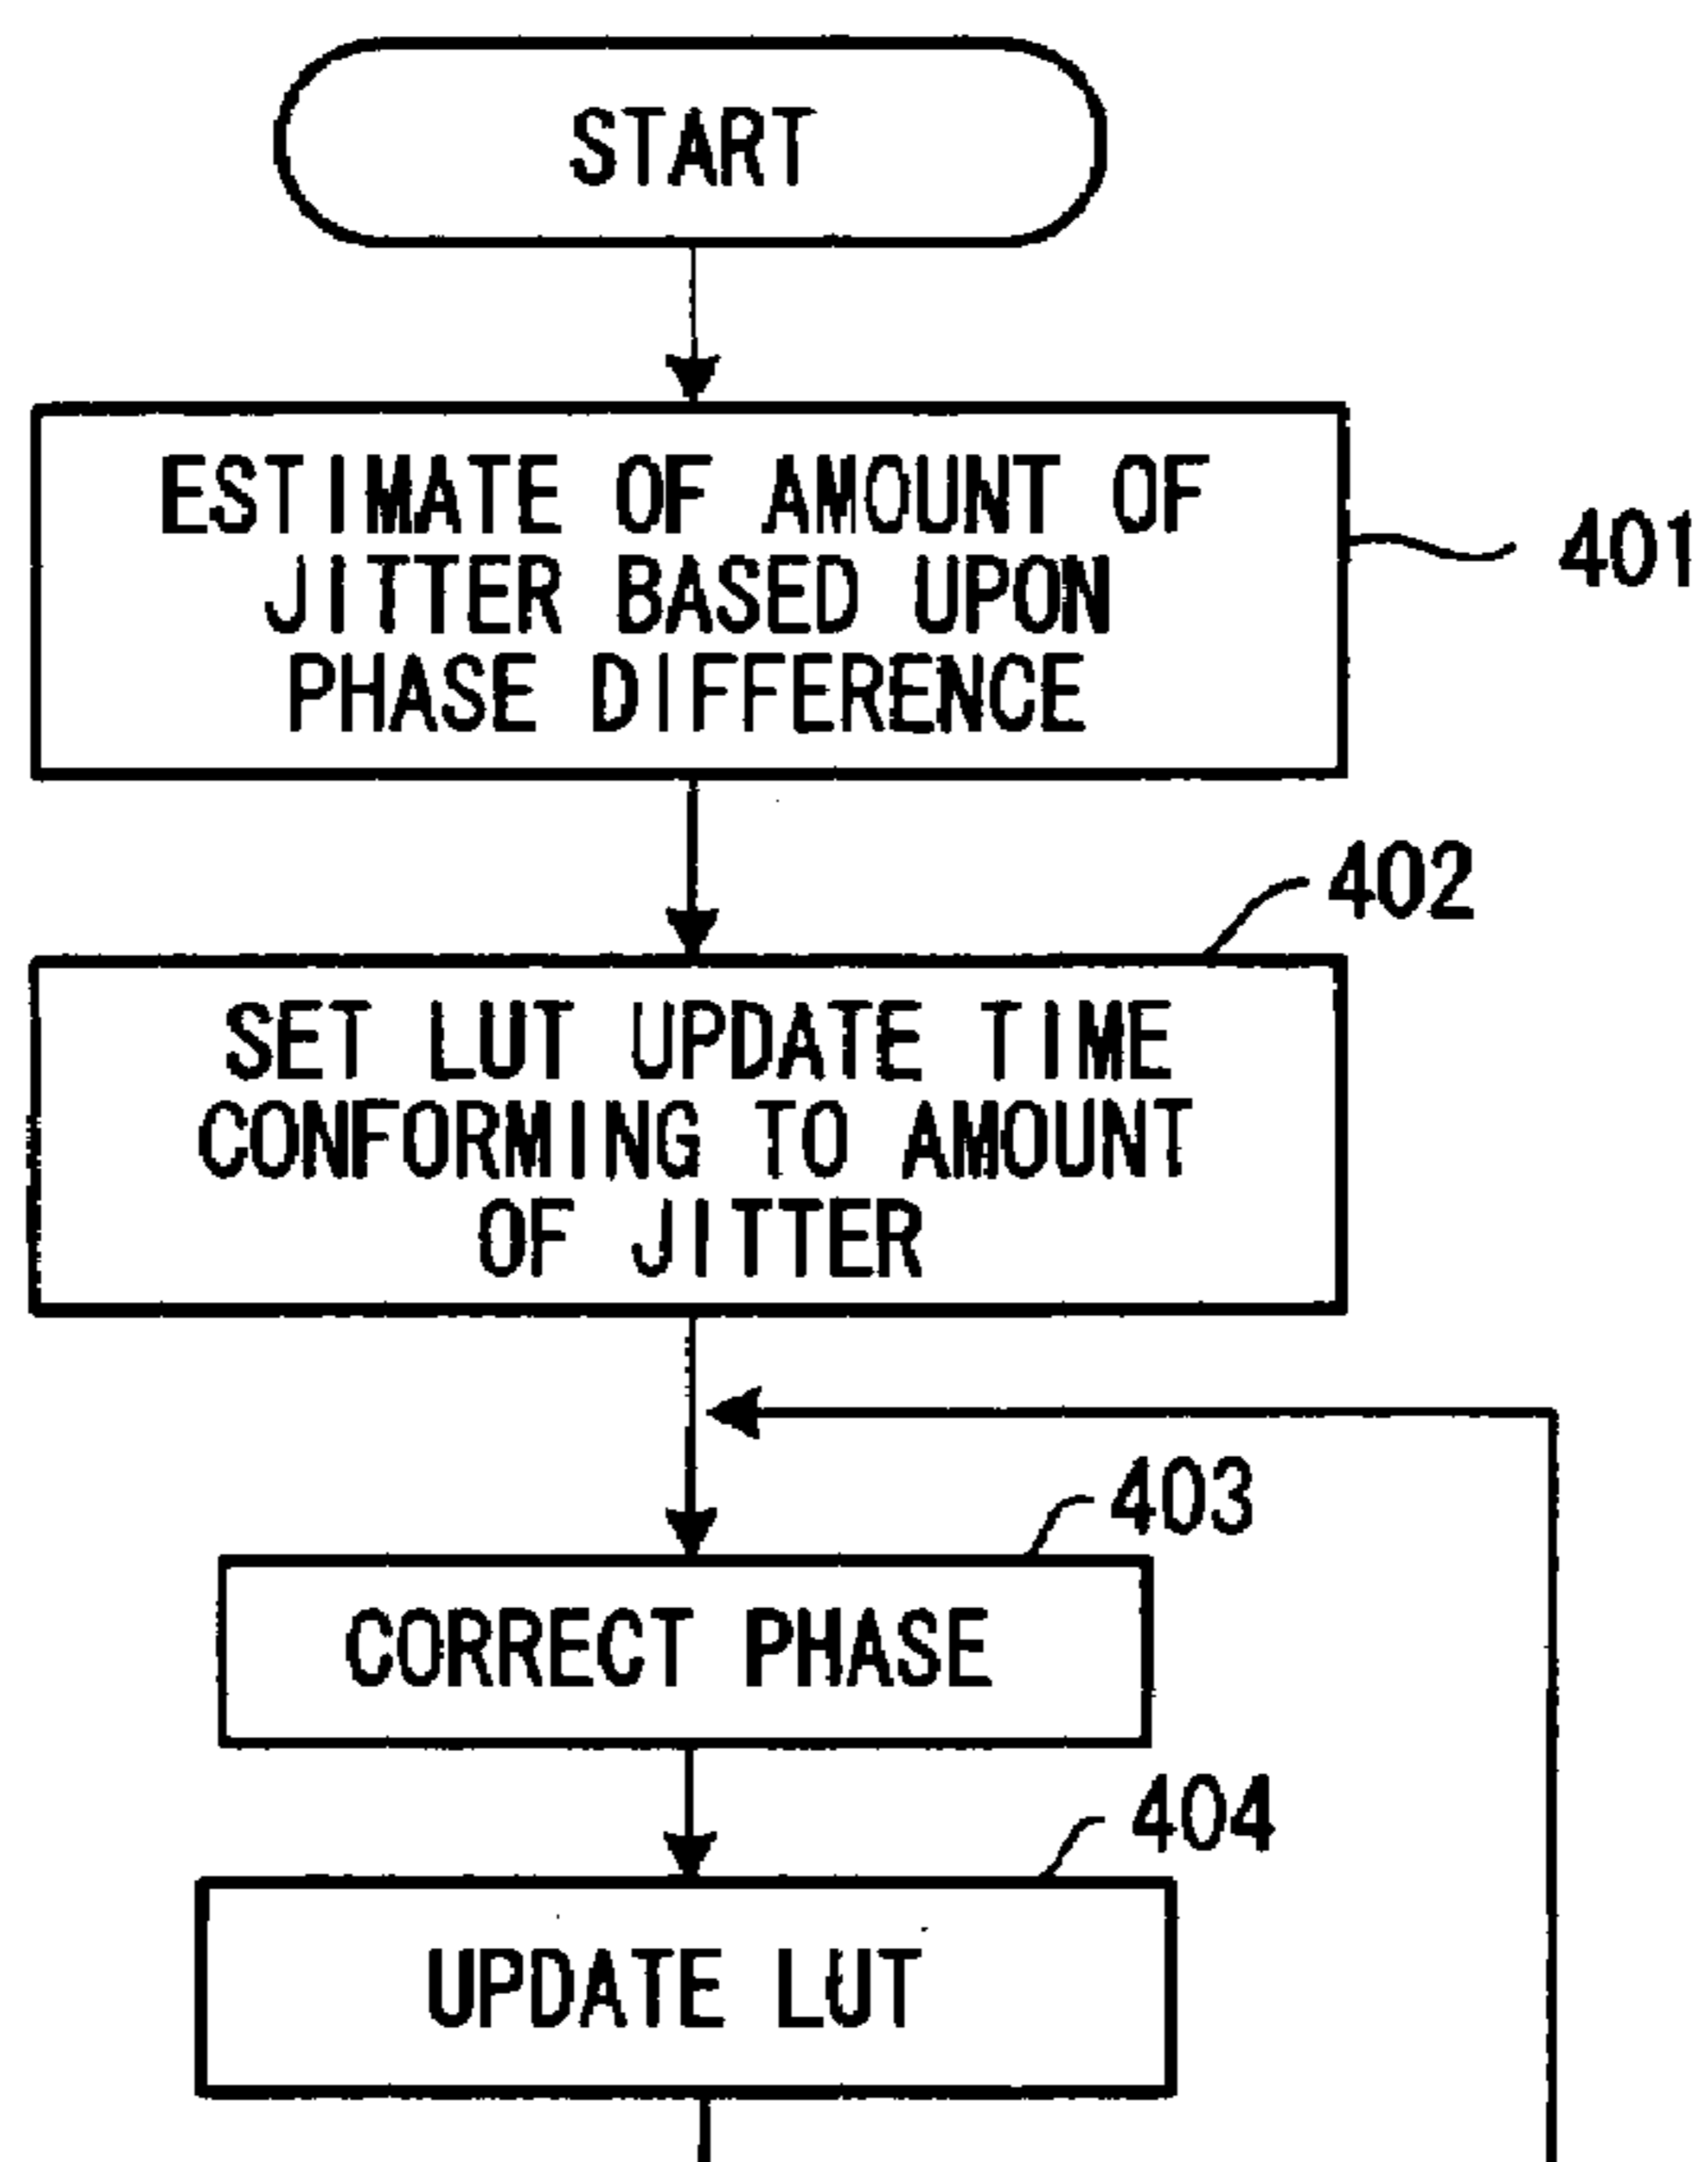 START
ESTIMATE OF AMOUNT OF
JITTER BASED UPON
PHASE DIFFERENCE
401
402
SET LUT UPDATE TIME
CONFORMING TO AMOUNT
OF JITTER
403
CORRECT PHASE
404
UPDATE LUT